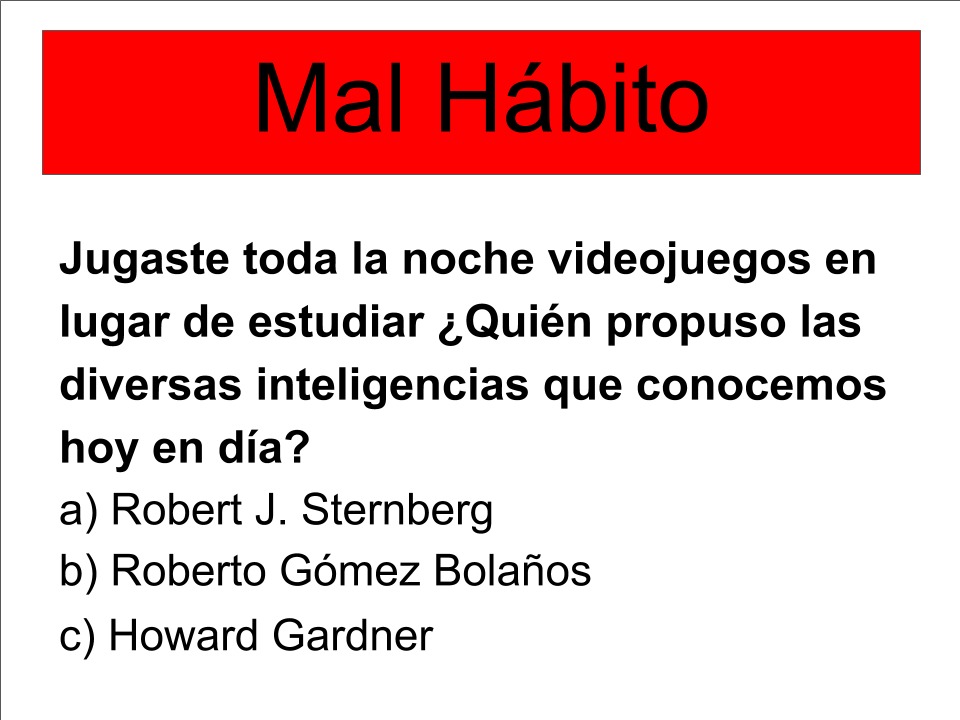 Mal Hábito
Jugaste toda la noche videojuegos en
lugar de estudiar ¿Quién propuso las
diversas inteligencias que conocemos
hoy en día?
a) Robert J. Sternberg
b) Roberto Gómez Bolaños
c) Howard Gardner